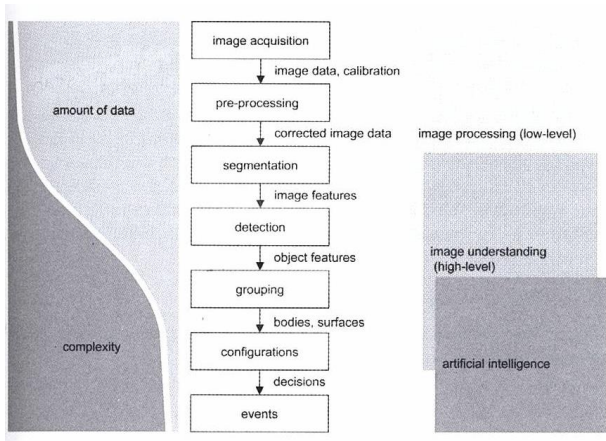 image acquisition
image data, calibration
amount of data
pre-processing
corrected image data
image processing (low-level)
segmentation
image features
detection
image understanding
(high-level)
object features
grouping
bodies, surfaces
complexity
configurations
artificial intelligence
decisions
events